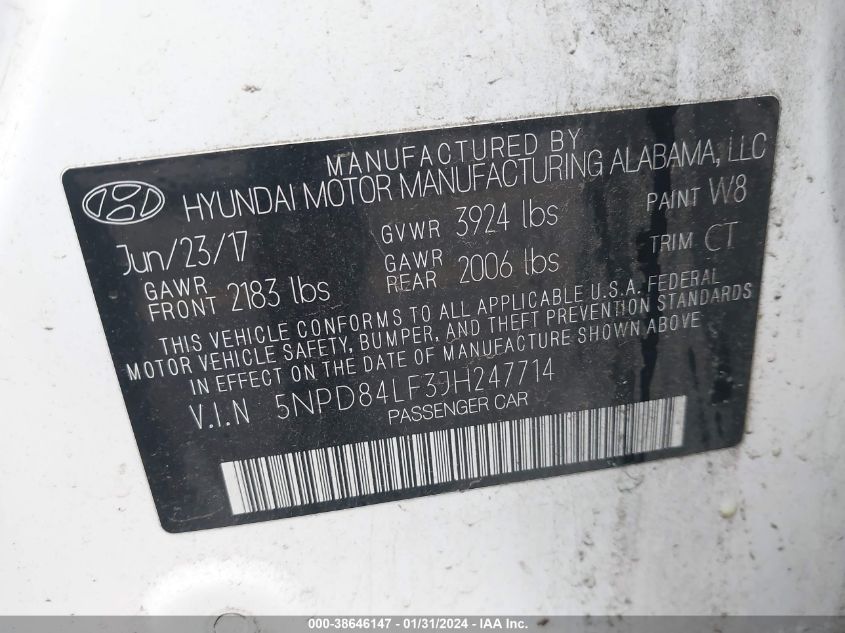 MANUFACTURED BY
HYUNDAI MOTOR MANUFACTURING ALABAMA, LLC
Jun/23/17 GVWR 3924 lbs PAINT W8
GAWR FRONT 2183 lbs GAWR REAR 2006 lbs TRIM CT
THIS VEHICLE CONFORMS TO ALL APPLICABLE U.S.A. FEDERAL
MOTOR VEHICLE SAFETY, BUMPER, AND THEFT PREVENTION STANDARDS
IN EFFECT ON THE DATE OF MANUFACTURE SHOWN ABOVE
V.I.N 5NPD84LF3JH247714
PASSENGER CAR
000-38646147 - 01/31/2024 - IAA Inc.